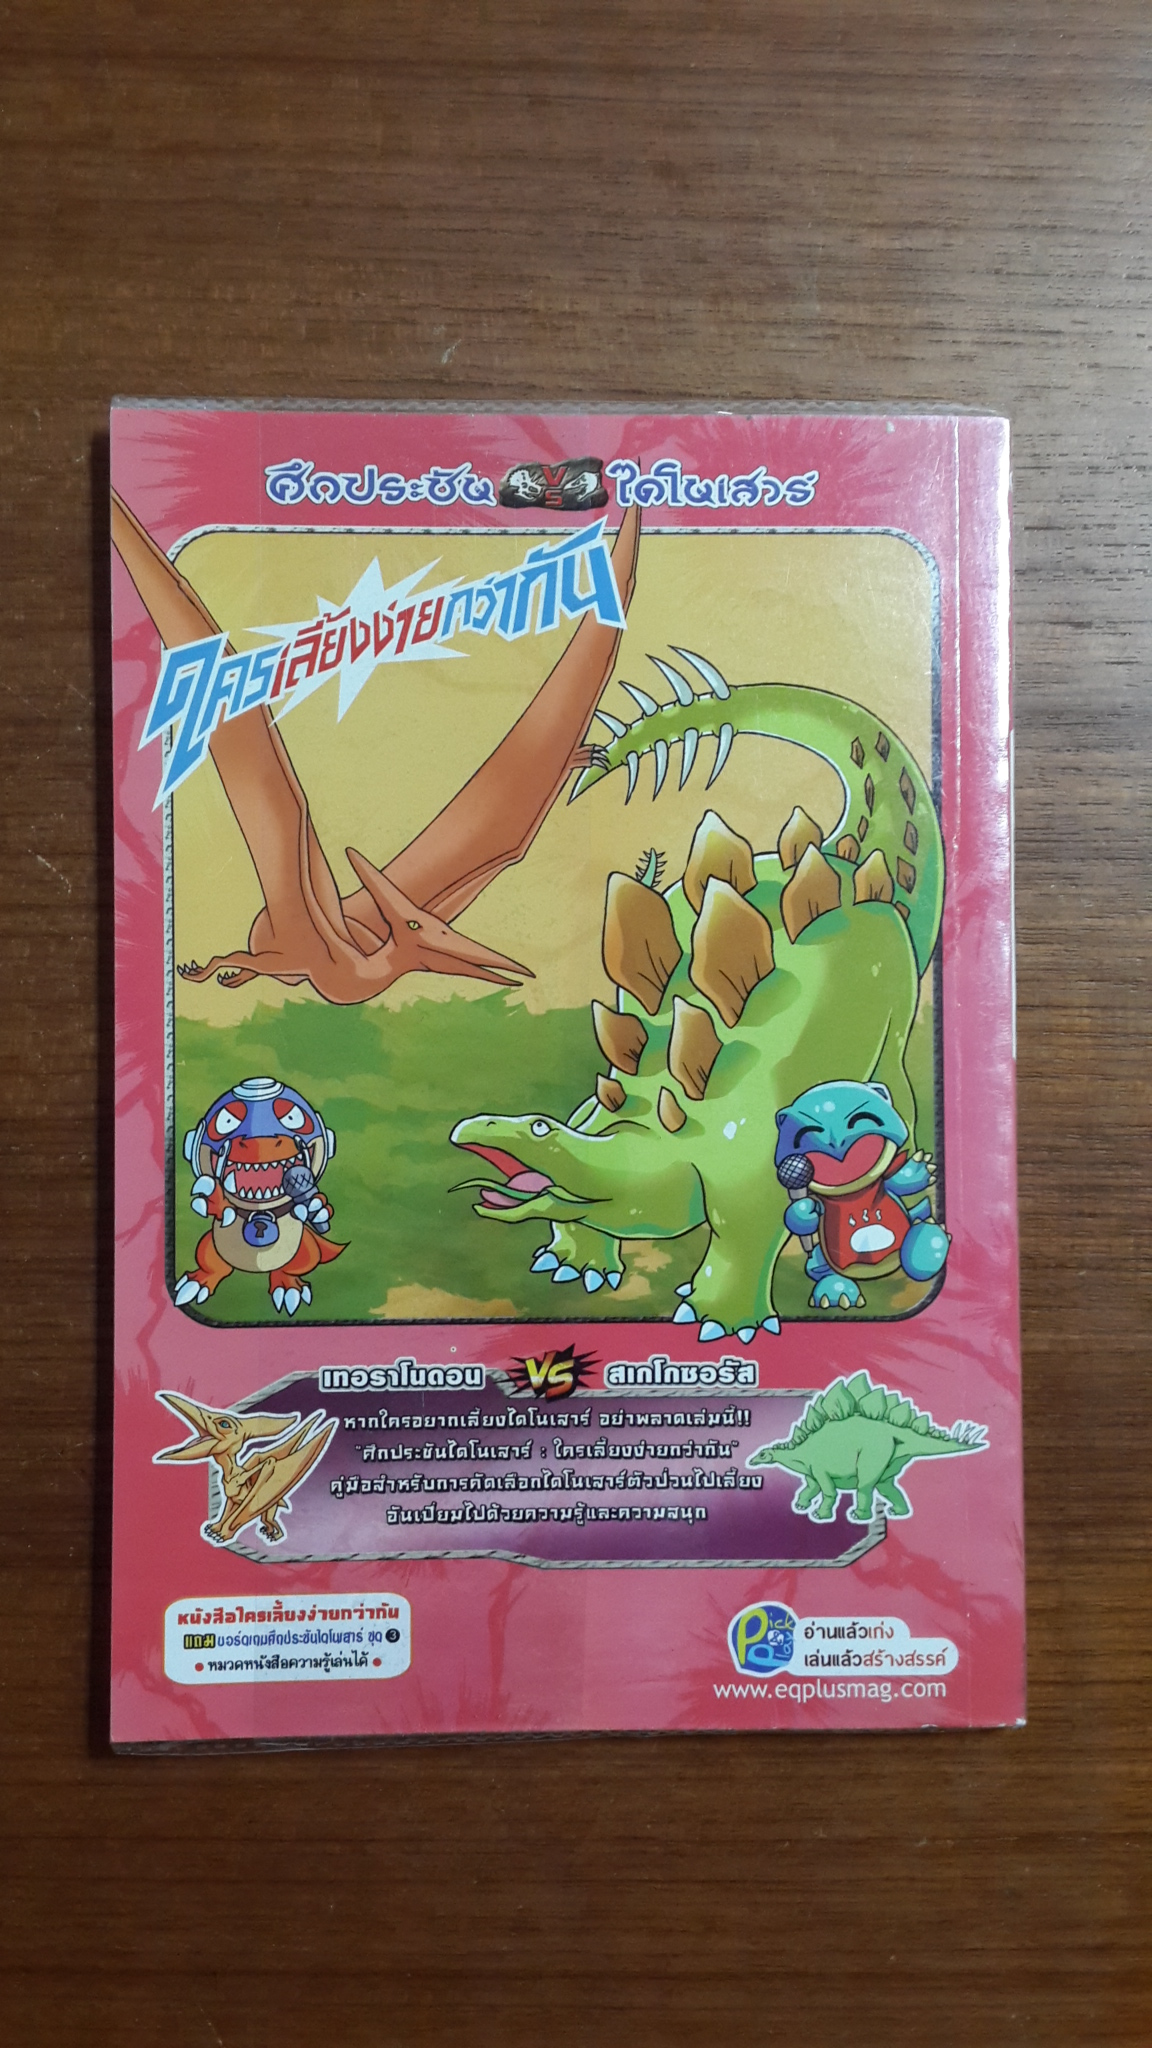 ศึกประชัน VS ไดโนเสาร์
ใครเลี้ยงง่ายกว่ากัน
เทอราโนดอน VS สเตโกซอรัส
หากใครอยากเลี้ยงไดโนเสาร์ อย่าพลาดเล่มนี้!!
"ศึกประชันไดโนเสาร์ : ใครเลี้ยงง่ายกว่ากัน"
คู่มือสำหรับการคัดเลือกไดโนเสาร์ตัวป่วนไปเลี้ยง
อันเปี่ยมไปด้วยความรู้และความสนุก
หนังสือใครเลี้ยงง่ายกว่ากัน
แถม บอร์ดเกมศึกประชันไดโนเสาร์ ชุด 3
• หมวดหนังสือความรู้เล่นได้ •
Pick & Play
อ่านแล้วเก่ง
เล่นแล้วสร้างสรรค์
www.eqplusmag.com